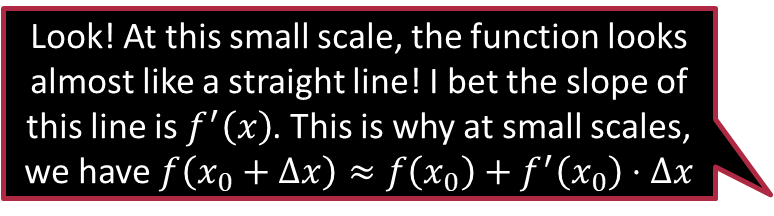 Look! At this small scale, the function looks
almost like a straight line! I bet the slope of
this line is 𝑓′(𝑥). This is why at small scales,
we have 𝑓(𝑥₀ + Δ𝑥) ≈ 𝑓(𝑥₀) + 𝑓′(𝑥₀) · Δ𝑥